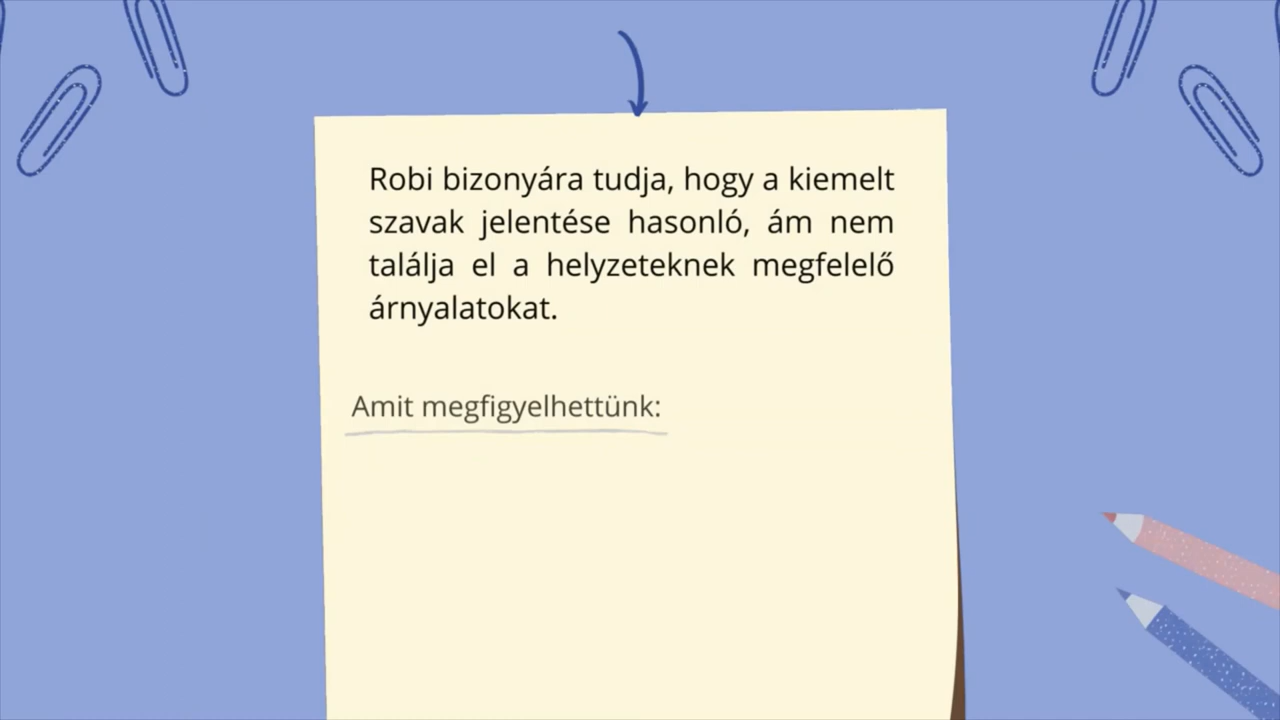 Robi bizonyára tudja, hogy a kiemelt
szavak jelentése hasonló, ám nem
találja el a helyzeteknek megfelelő
árnyalatokat.
Amit megfigyelhettünk: